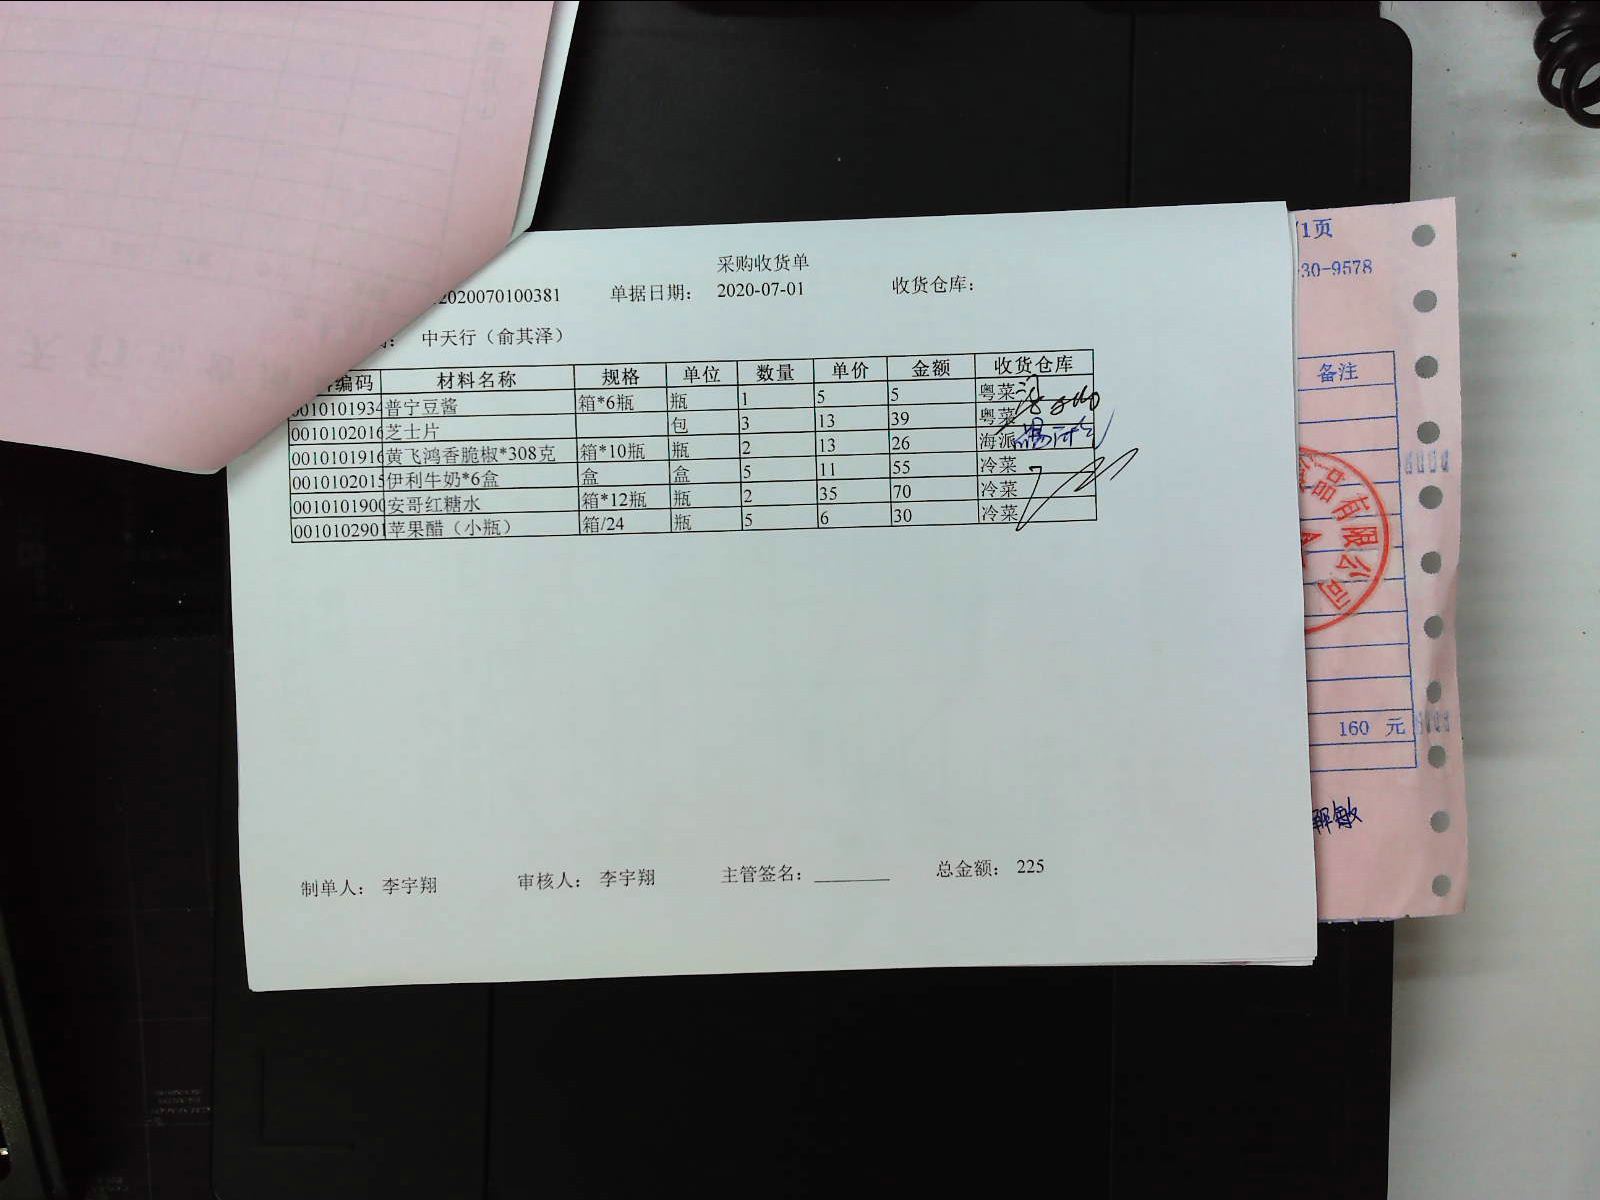 采购收货单
2020070100381 单据日期: 2020-07-01 收货仓库:
中天行（俞其泽）
编码 材料名称 规格 单位 数量 单价 金额 收货仓库
0010101934 普宁豆酱 箱*6瓶 瓶 1 5 5 粤菜
0010102016 芝士片 包 3 13 39 粤菜
0010101916 黄飞鸿香脆椒*308克 箱*10瓶 瓶 2 13 26 海派
0010102015 伊利牛奶*6盒 盒 盒 5 11 55 冷菜
0010101900 安哥红糖水 箱*12瓶 瓶 2 35 70 冷菜
0010102901 苹果醋（小瓶） 箱/24 瓶 5 6 30 冷菜
制单人: 李宇翔 审核人: 李宇翔 主管签名: ________ 总金额: 225
/1页
30-9578
备注
品有限公司
160 元